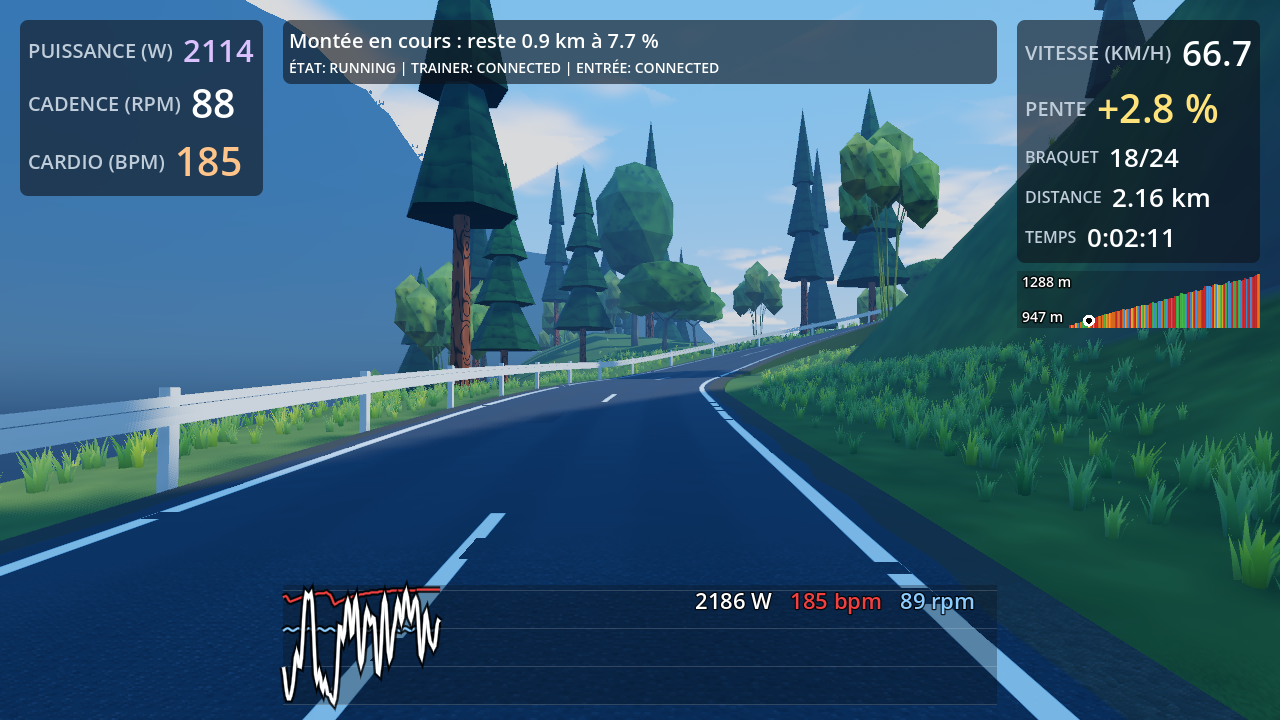 PUISSANCE (W) 2114
CADENCE (RPM) 88
CARDIO (BPM) 185
Montée en cours : reste 0.9 km à 7.7 %
ÉTAT: RUNNING | TRAINER: CONNECTED | ENTRÉE: CONNECTED
VITESSE (KM/H) 66.7
PENTE +2.8 %
BRAQUET 18/24
DISTANCE 2.16 km
TEMPS 0:02:11
1288 m
947 m
2186 W 185 bpm 89 rpm